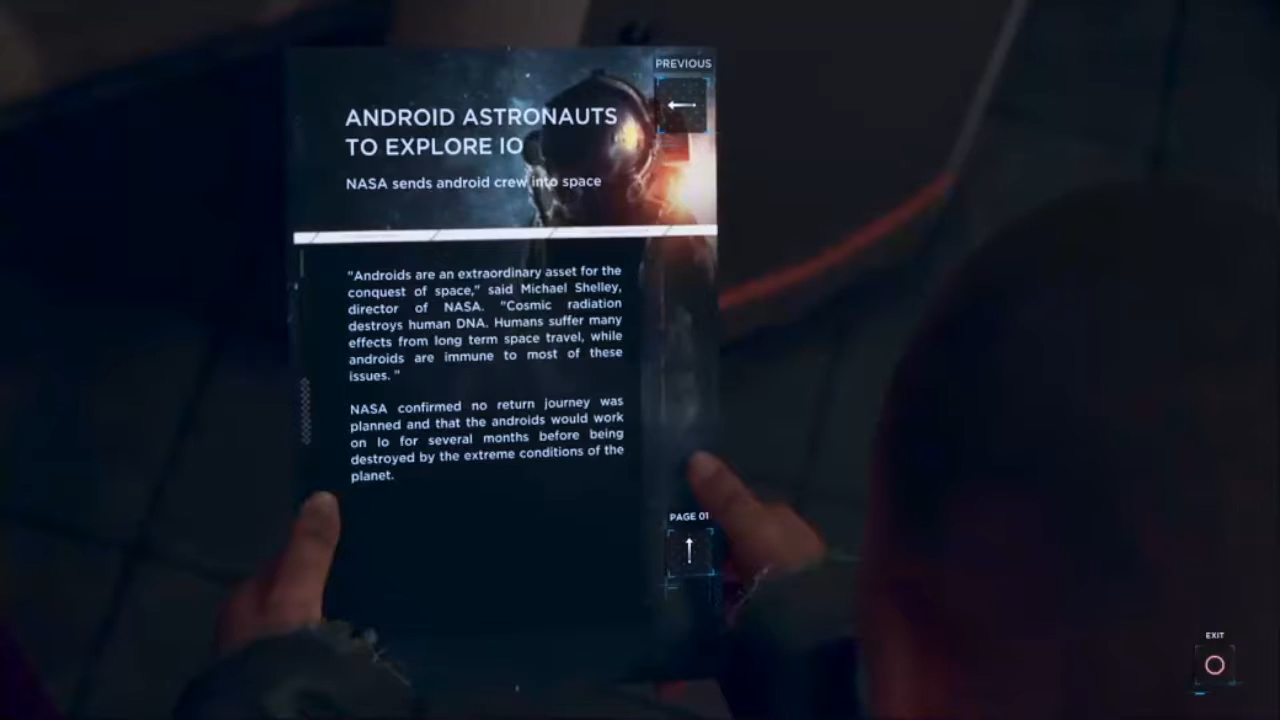 PREVIOUS
ANDROID ASTRONAUTS
TO EXPLORE IO
NASA sends android crew into space
"Androids are an extraordinary asset for the
conquest of space," said Michael Shelley,
director of NASA. "Cosmic radiation
destroys human DNA. Humans suffer many
effects from long term space travel, while
androids are immune to most of these
issues. "
NASA confirmed no return journey was
planned and that the androids would work
on Io for several months before being
destroyed by the extreme conditions of the
planet.
PAGE 01
EXIT